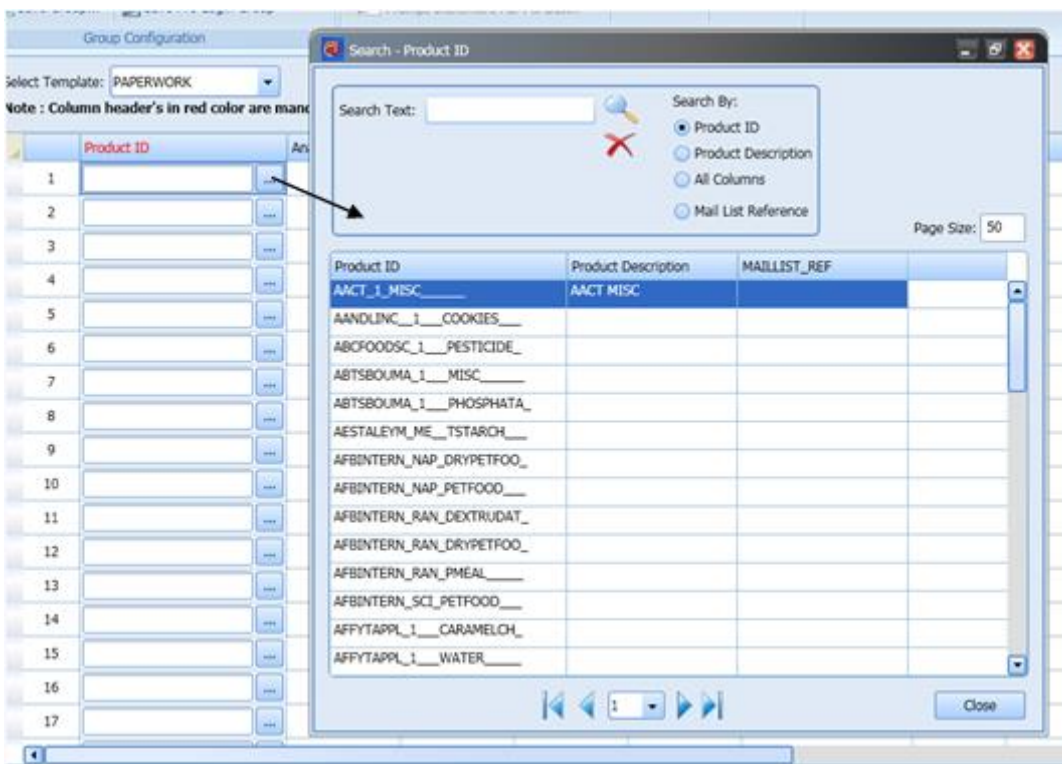 Group Configuration
Select Template: PAPERWORK
Note : Column header's in red color are mand
Product ID
An
1 ...
2 ...
3 ...
4 ...
5 ...
6 ...
7 ...
8 ...
9 ...
10 ...
11 ...
12 ...
13 ...
14 ...
15 ...
16 ...
17 ...
Search - Product ID
Search Text:
Search By:
Product ID
Product Description
All Columns
Mail List Reference
Page Size: 50
Product ID Product Description MAILLIST_REF
AACT_1_MISC______ AACT MISC
AANDLINC__1___COOKIES___
ABCFOODSC_1___PESTICIDE_
ABTSBOUMA_1___MISC______
ABTSBOUMA_1___PHOSPHATA_
AESTALEYM_ME__TSTARCH___
AFBINTERN_NAP_DRYPETFOO_
AFBINTERN_NAP_PETFOOD___
AFBINTERN_RAN_DEXTRUDAT_
AFBINTERN_RAN_DRYPETFOO_
AFBINTERN_RAN_PMEAL_____
AFBINTERN_SCI_PETFOOD___
AFFYTAPPL_1___CARAMELCH_
AFFYTAPPL_1___WATER_____
1
Close